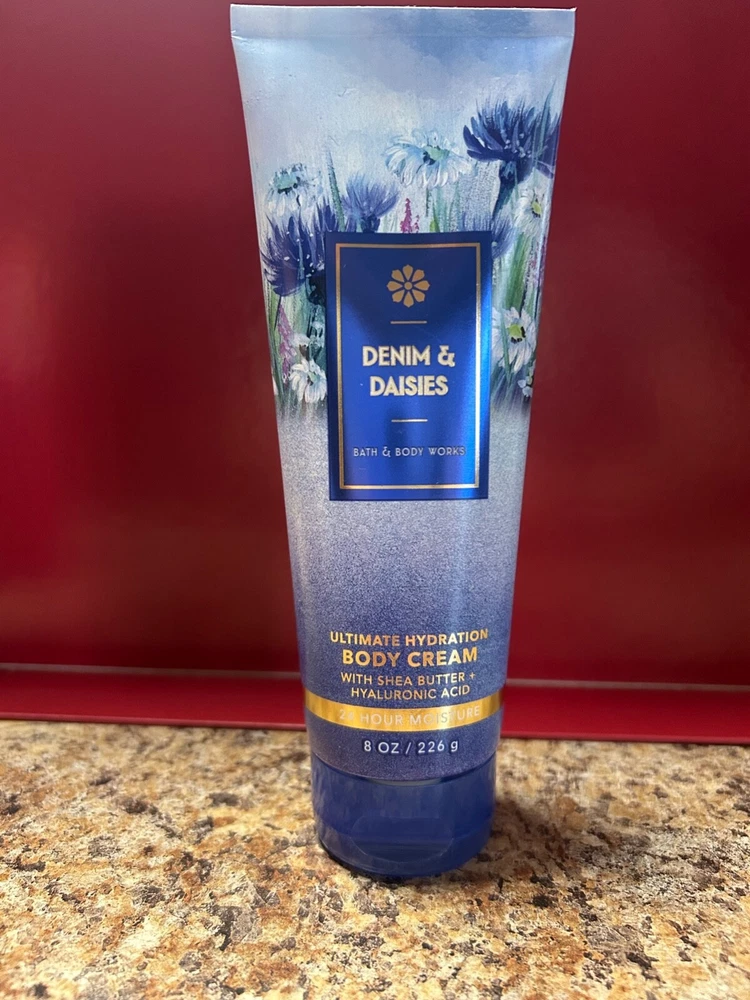 DENIM &
DAISIES
BATH & BODY WORKS
ULTIMATE HYDRATION
BODY CREAM
WITH SHEA BUTTER +
HYALURONIC ACID
24 HOUR MOISTURE
8 OZ / 226 g